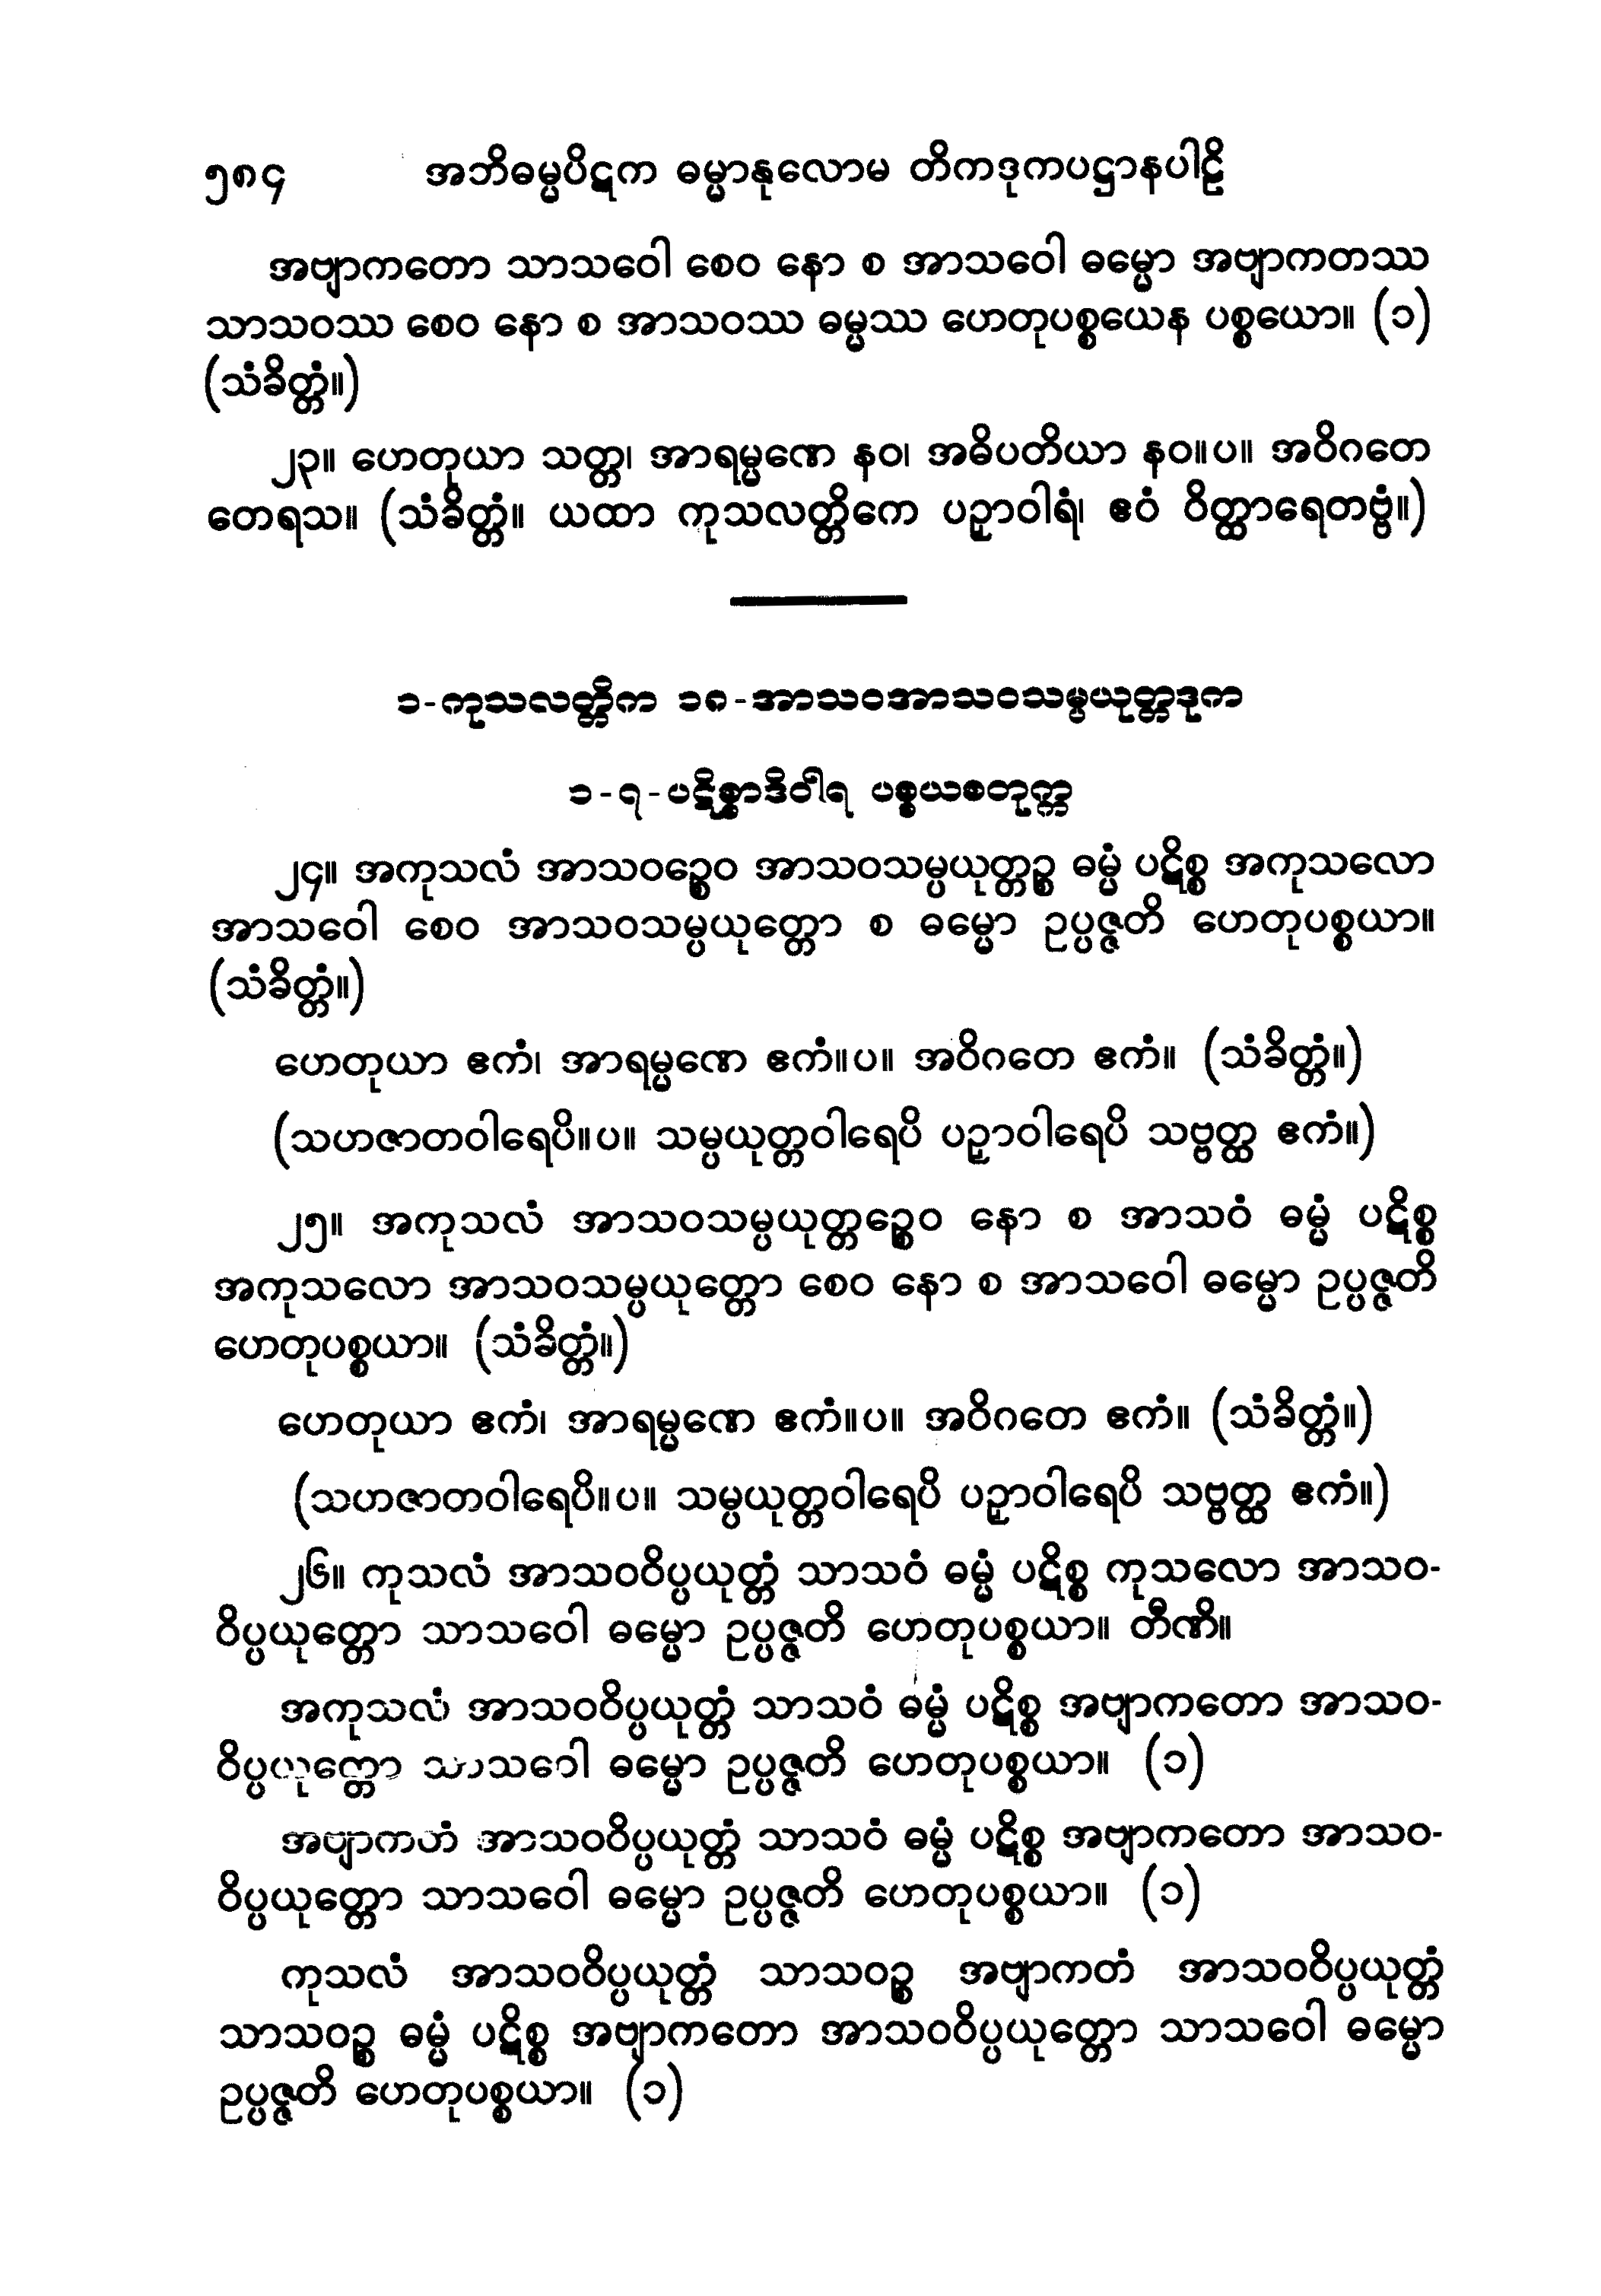 ၅၈၄ အဘိဓမ္မပိဋက ဓမ္မာနုလောမ တိကဒုကပဋ္ဌာနပါဠိ
အဗျာကတော သာသဝေါ စေဝ နော စ အာသဝေါ ဓမ္မော အဗျာကတဿ
သာသဝဿ စေဝ နော စ အာသဝဿ ဓမ္မဿ ဟေတုပစ္စယေန ပစ္စယော။ (၁)
(သံခိတ္တံ။)
၂၃။ ဟေတုယာ သတ္တ၊ အာရမ္မဏေ နဝ၊ အဓိပတိယာ နဝ။ပ။ အဝိဂတေ
တေရသ။ (သံခိတ္တံ။ ယထာ ကုသလတ္တိကေ ပဉှာဝါရံ၊ ဧဝံ ဝိတ္ထာရေတဗ္ဗံ။)
၁-ကုသလတ္တိက ၁၈-အာသဝအာသဝသမ္ပယုတ္တဒုက
၁-၇-ပဋိစ္စာဒိဝါရ ပစ္စယစတုက္က
၂၄။ အကုသလံ အာသဝဉ္စေဝ အာသဝသမ္ပယုတ္တဉ္စ ဓမ္မံ ပဋိစ္စ အကုသလော
အာသဝေါ စေဝ အာသဝသမ္ပယုတ္တော စ ဓမ္မော ဥပ္ပဇ္ဇတိ ဟေတုပစ္စယာ။
(သံခိတ္တံ။)
ဟေတုယာ ဧကံ၊ အာရမ္မဏေ ဧကံ။ပ။ အဝိဂတေ ဧကံ။ (သံခိတ္တံ။)
(သဟဇာတဝါရေပိ။ပ။ သမ္ပယုတ္တဝါရေပိ ပဉှာဝါရေပိ သဗ္ဗတ္ထ ဧကံ။)
၂၅။ အကုသလံ အာသဝသမ္ပယုတ္တဉ္စေဝ နော စ အာသဝံ ဓမ္မံ ပဋိစ္စ
အကုသလော အာသဝသမ္ပယုတ္တော စေဝ နော စ အာသဝေါ ဓမ္မော ဥပ္ပဇ္ဇတိ
ဟေတုပစ္စယာ။ (သံခိတ္တံ။)
ဟေတုယာ ဧကံ၊ အာရမ္မဏေ ဧကံ။ပ။ အဝိဂတေ ဧကံ။ (သံခိတ္တံ။)
(သဟဇာတဝါရေပိ။ပ။ သမ္ပယုတ္တဝါရေပိ ပဉှာဝါရေပိ သဗ္ဗတ္ထ ဧကံ။)
၂၆။ ကုသလံ အာသဝဝိပ္ပယုတ္တံ သာသဝံ ဓမ္မံ ပဋိစ္စ ကုသလော အာသဝ-
ဝိပ္ပယုတ္တော သာသဝေါ ဓမ္မော ဥပ္ပဇ္ဇတိ ဟေတုပစ္စယာ။ တီဏိ။
အကုသလံ အာသဝဝိပ္ပယုတ္တံ သာသဝံ ဓမ္မံ ပဋိစ္စ အဗျာကတော အာသဝ-
ဝိပ္ပယုတ္တော သာသဝေါ ဓမ္မော ဥပ္ပဇ္ဇတိ ဟေတုပစ္စယာ။ (၁)
အဗျာကတံ အာသဝဝိပ္ပယုတ္တံ သာသဝံ ဓမ္မံ ပဋိစ္စ အဗျာကတော အာသဝ-
ဝိပ္ပယုတ္တော သာသဝေါ ဓမ္မော ဥပ္ပဇ္ဇတိ ဟေတုပစ္စယာ။ (၁)
ကုသလံ အာသဝဝိပ္ပယုတ္တံ သာသဝဉ္စ အဗျာကတံ အာသဝဝိပ္ပယုတ္တံ
သာသဝဉ္စ ဓမ္မံ ပဋိစ္စ အဗျာကတော အာသဝဝိပ္ပယုတ္တော သာသဝေါ ဓမ္မော
ဥပ္ပဇ္ဇတိ ဟေတုပစ္စယာ။ (၁)